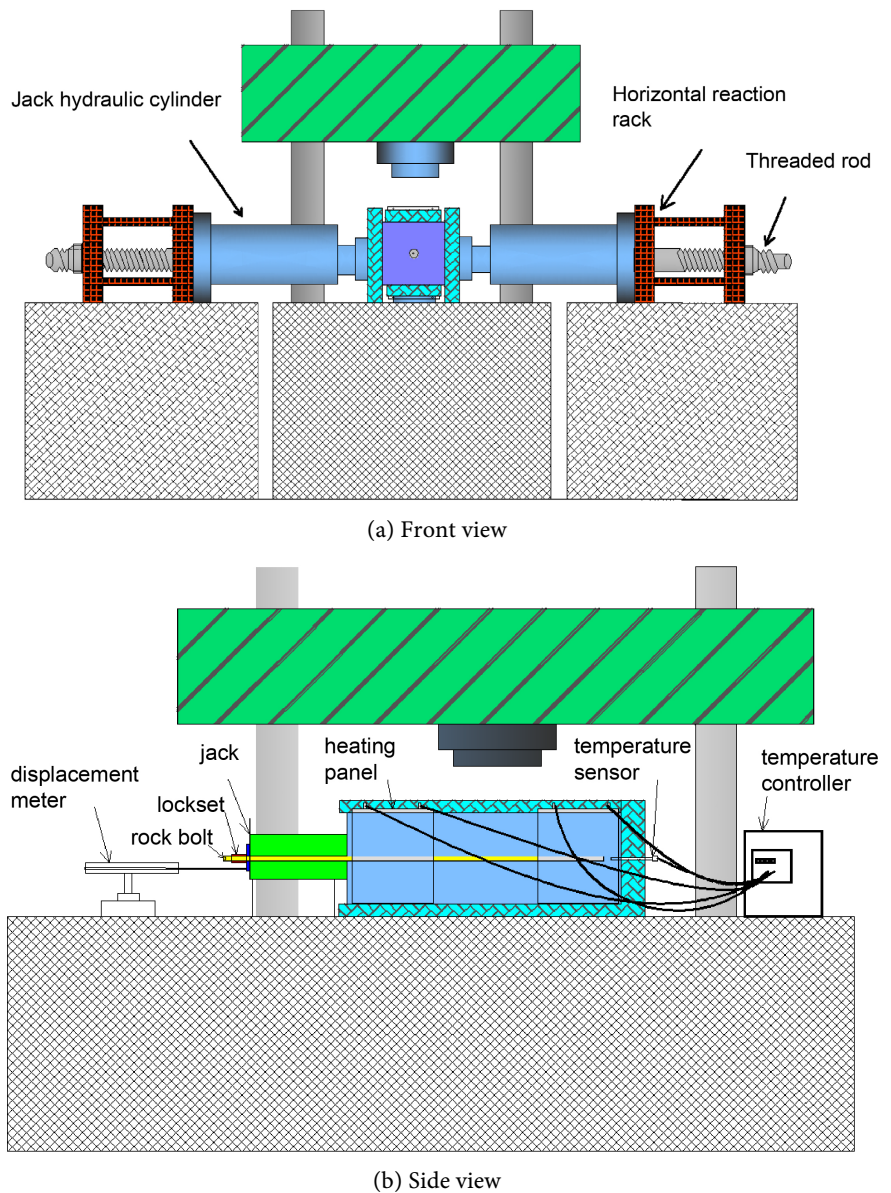 Jack hydraulic cylinder
Horizontal reaction
rack
Threaded rod
(a) Front view
displacement
meter
jack
lockset
rock bolt
heating
panel
temperature
sensor
temperature
controller
(b) Side view